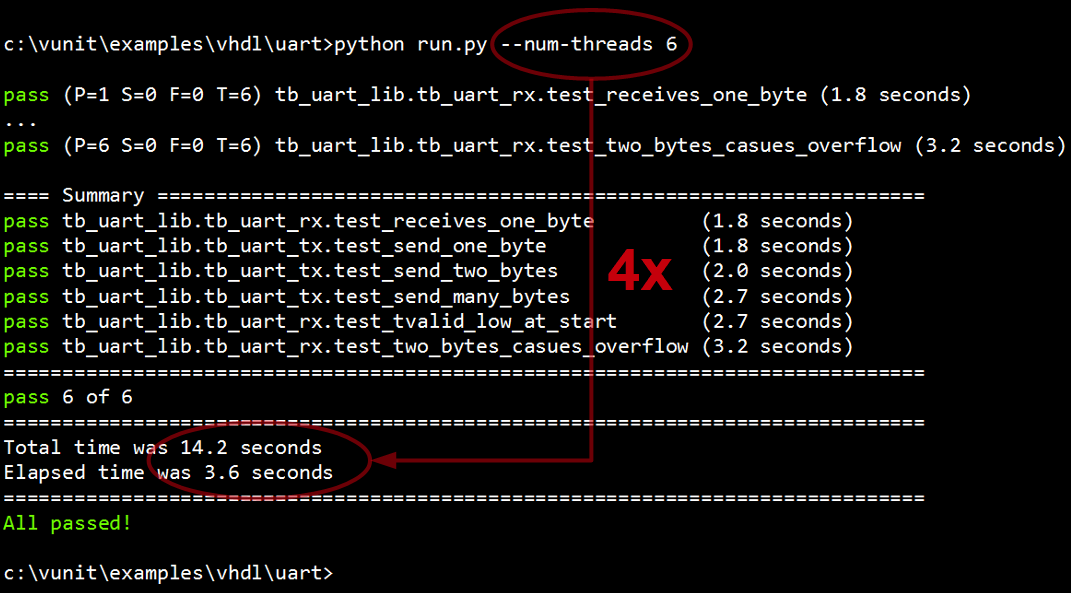 c:\vunit\examples\vhdl\uart>python run.py --num-threads 6
pass (P=1 S=0 F=0 T=6) tb_uart_lib.tb_uart_rx.test_receives_one_byte (1.8 seconds)
...
pass (P=6 S=0 F=0 T=6) tb_uart_lib.tb_uart_rx.test_two_bytes_casues_overflow (3.2 seconds)
==== Summary =================================================================
pass tb_uart_lib.tb_uart_rx.test_receives_one_byte (1.8 seconds)
pass tb_uart_lib.tb_uart_tx.test_send_one_byte (1.8 seconds)
pass tb_uart_lib.tb_uart_tx.test_send_two_bytes (2.0 seconds)
4x
pass tb_uart_lib.tb_uart_tx.test_send_many_bytes (2.7 seconds)
pass tb_uart_lib.tb_uart_rx.test_tvalid_low_at_start (2.7 seconds)
pass tb_uart_lib.tb_uart_rx.test_two_bytes_casues_overflow (3.2 seconds)
==============================================================================
pass 6 of 6
==============================================================================
Total time was 14.2 seconds
Elapsed time was 3.6 seconds
==============================================================================
All passed!
c:\vunit\examples\vhdl\uart>